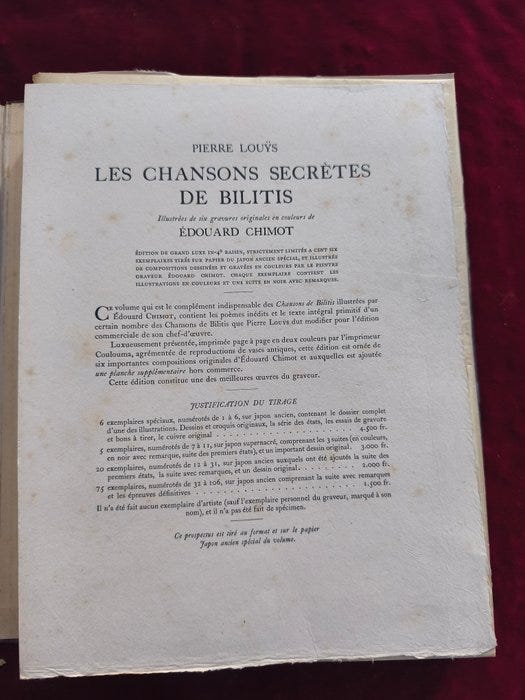 PIERRE LOUŸS
LES CHANSONS SECRÈTES
DE BILITIS
Illustrées de six gravures originales en couleurs de
ÉDOUARD CHIMOT
ÉDITION DE GRAND LUXE IN-4º RAISIN, STRICTEMENT LIMITÉE A CENT SIX
EXEMPLAIRES TIRÉS SUR PAPIER DU JAPON ANCIEN SPÉCIAL, ET ILLUSTRÉS
DE COMPOSITIONS DESSINÉES ET GRAVÉES EN COULEURS PAR LE PEINTRE
GRAVEUR ÉDOUARD CHIMOT. CHAQUE EXEMPLAIRE CONTIENT LES
ILLUSTRATIONS EN COULEURS ET UNE SUITE EN NOIR AVEC REMARQUES.
CE volume qui est le complément indispensable des Chansons de Bilitis illustrées par
Édouard CHIMOT, contient les poèmes inédits et le texte intégral primitif d'un
certain nombre des Chansons de Bilitis que Pierre LOUŸS dut modifier pour l'édition
commerciale de son chef-d'œuvre.
Luxueusement présentée, imprimée page à page en deux couleurs par l'imprimeur
Coulouma, agrémentée de reproductions de vases antiques, cette édition est ornée de
six importantes compositions originales d'Édouard Chimot et auxquelles est ajoutée
une planche supplémentaire hors commerce.
Cette édition constitue une des meilleures œuvres du graveur.
JUSTIFICATION DU TIRAGE
6 exemplaires spéciaux, numérotés de 1 à 6, sur japon ancien, contenant le dossier complet
d'une des illustrations. Dessins et croquis originaux, la série des états, les essais de gravure
et bons à tirer, le cuivre original . . . . . . . . . . . . . . . 4.500 fr.
5 exemplaires, numérotés de 7 à 11, sur japon supernacré, comprenant les 3 suites (en couleurs,
en noir avec remarque, suite des premiers états), et un important dessin original. 3.000 fr.
20 exemplaires, numérotés de 12 à 31, sur japon ancien auxquels ont été ajoutés la suite des
premiers états, la suite avec remarques, et un dessin original . . . . . . . . 2.000 fr.
75 exemplaires, numérotés de 32 à 106, sur japon ancien comprenant la suite avec remarques
et les épreuves définitives . . . . . . . . . . . . . . . . . 1.500 fr.
Il n'a été fait aucun exemplaire d'artiste (sauf l'exemplaire personnel du graveur, marqué à son
nom), et il n'a pas été fait de spécimen.
Ce prospectus est tiré au format et sur le papier
Japon ancien spécial du volume.